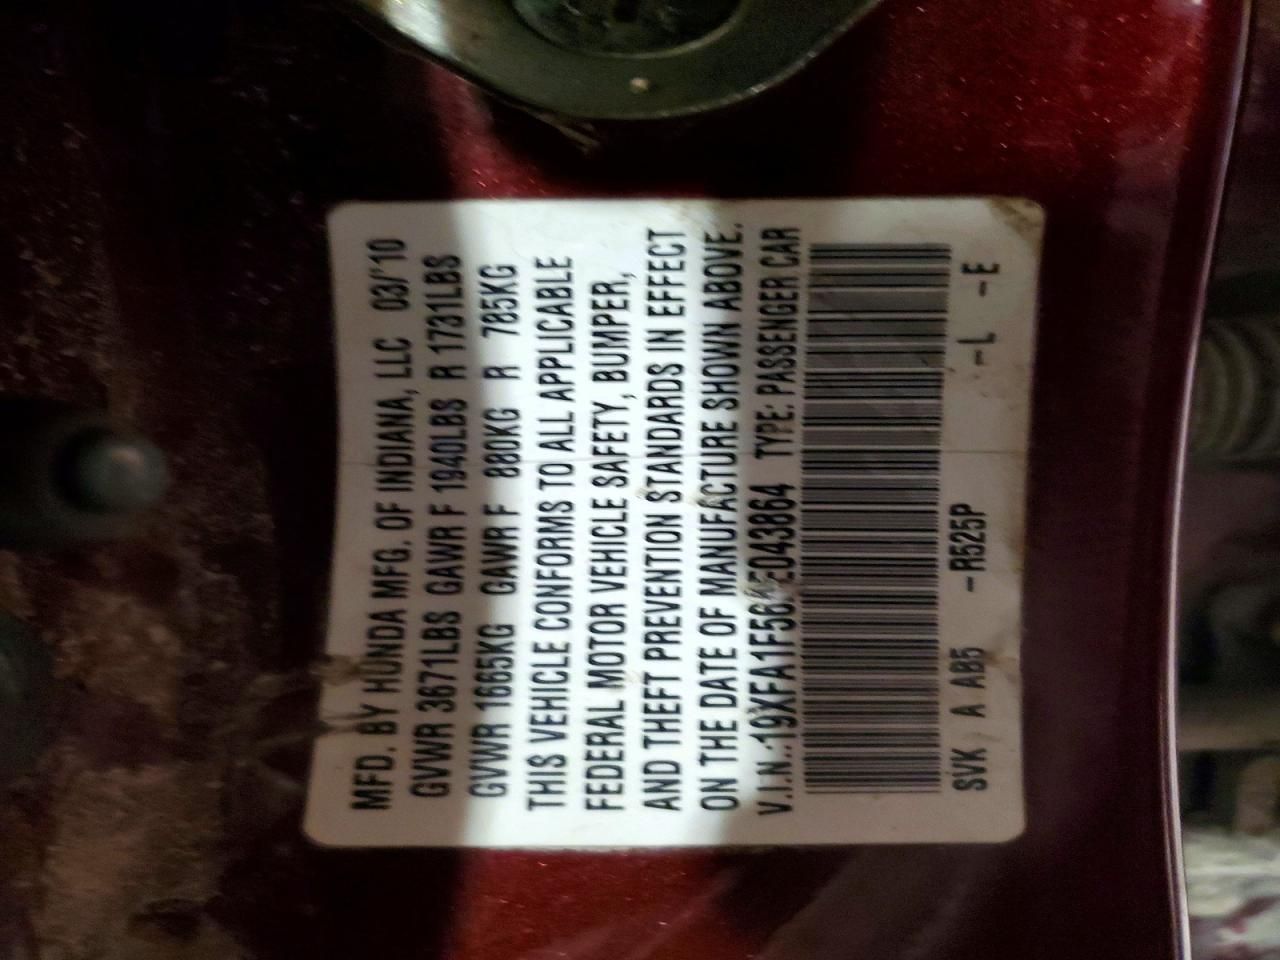 MFD. BY HONDA MFG. OF INDIANA, LLC 03/'10
GVWR 3671LBS GAWR F 1940LBS R 1731LBS
GVWR 1665KG GAWR F 880KG R 785KG
THIS VEHICLE CONFORMS TO ALL APPLICABLE
FEDERAL MOTOR VEHICLE SAFETY, BUMPER,
AND THEFT PREVENTION STANDARDS IN EFFECT
ON THE DATE OF MANUFACTURE SHOWN ABOVE.
V.I.N.: TYPE: PASSENGER CAR
SVK A AB5 -R525P -L -E